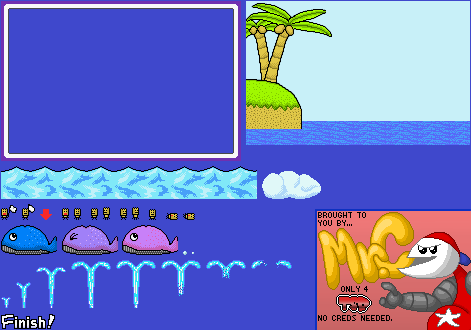 BROUGHT TO
YOU BY...
Mr. C
ONLY 4
NO CREDS NEEDED.
Finish!